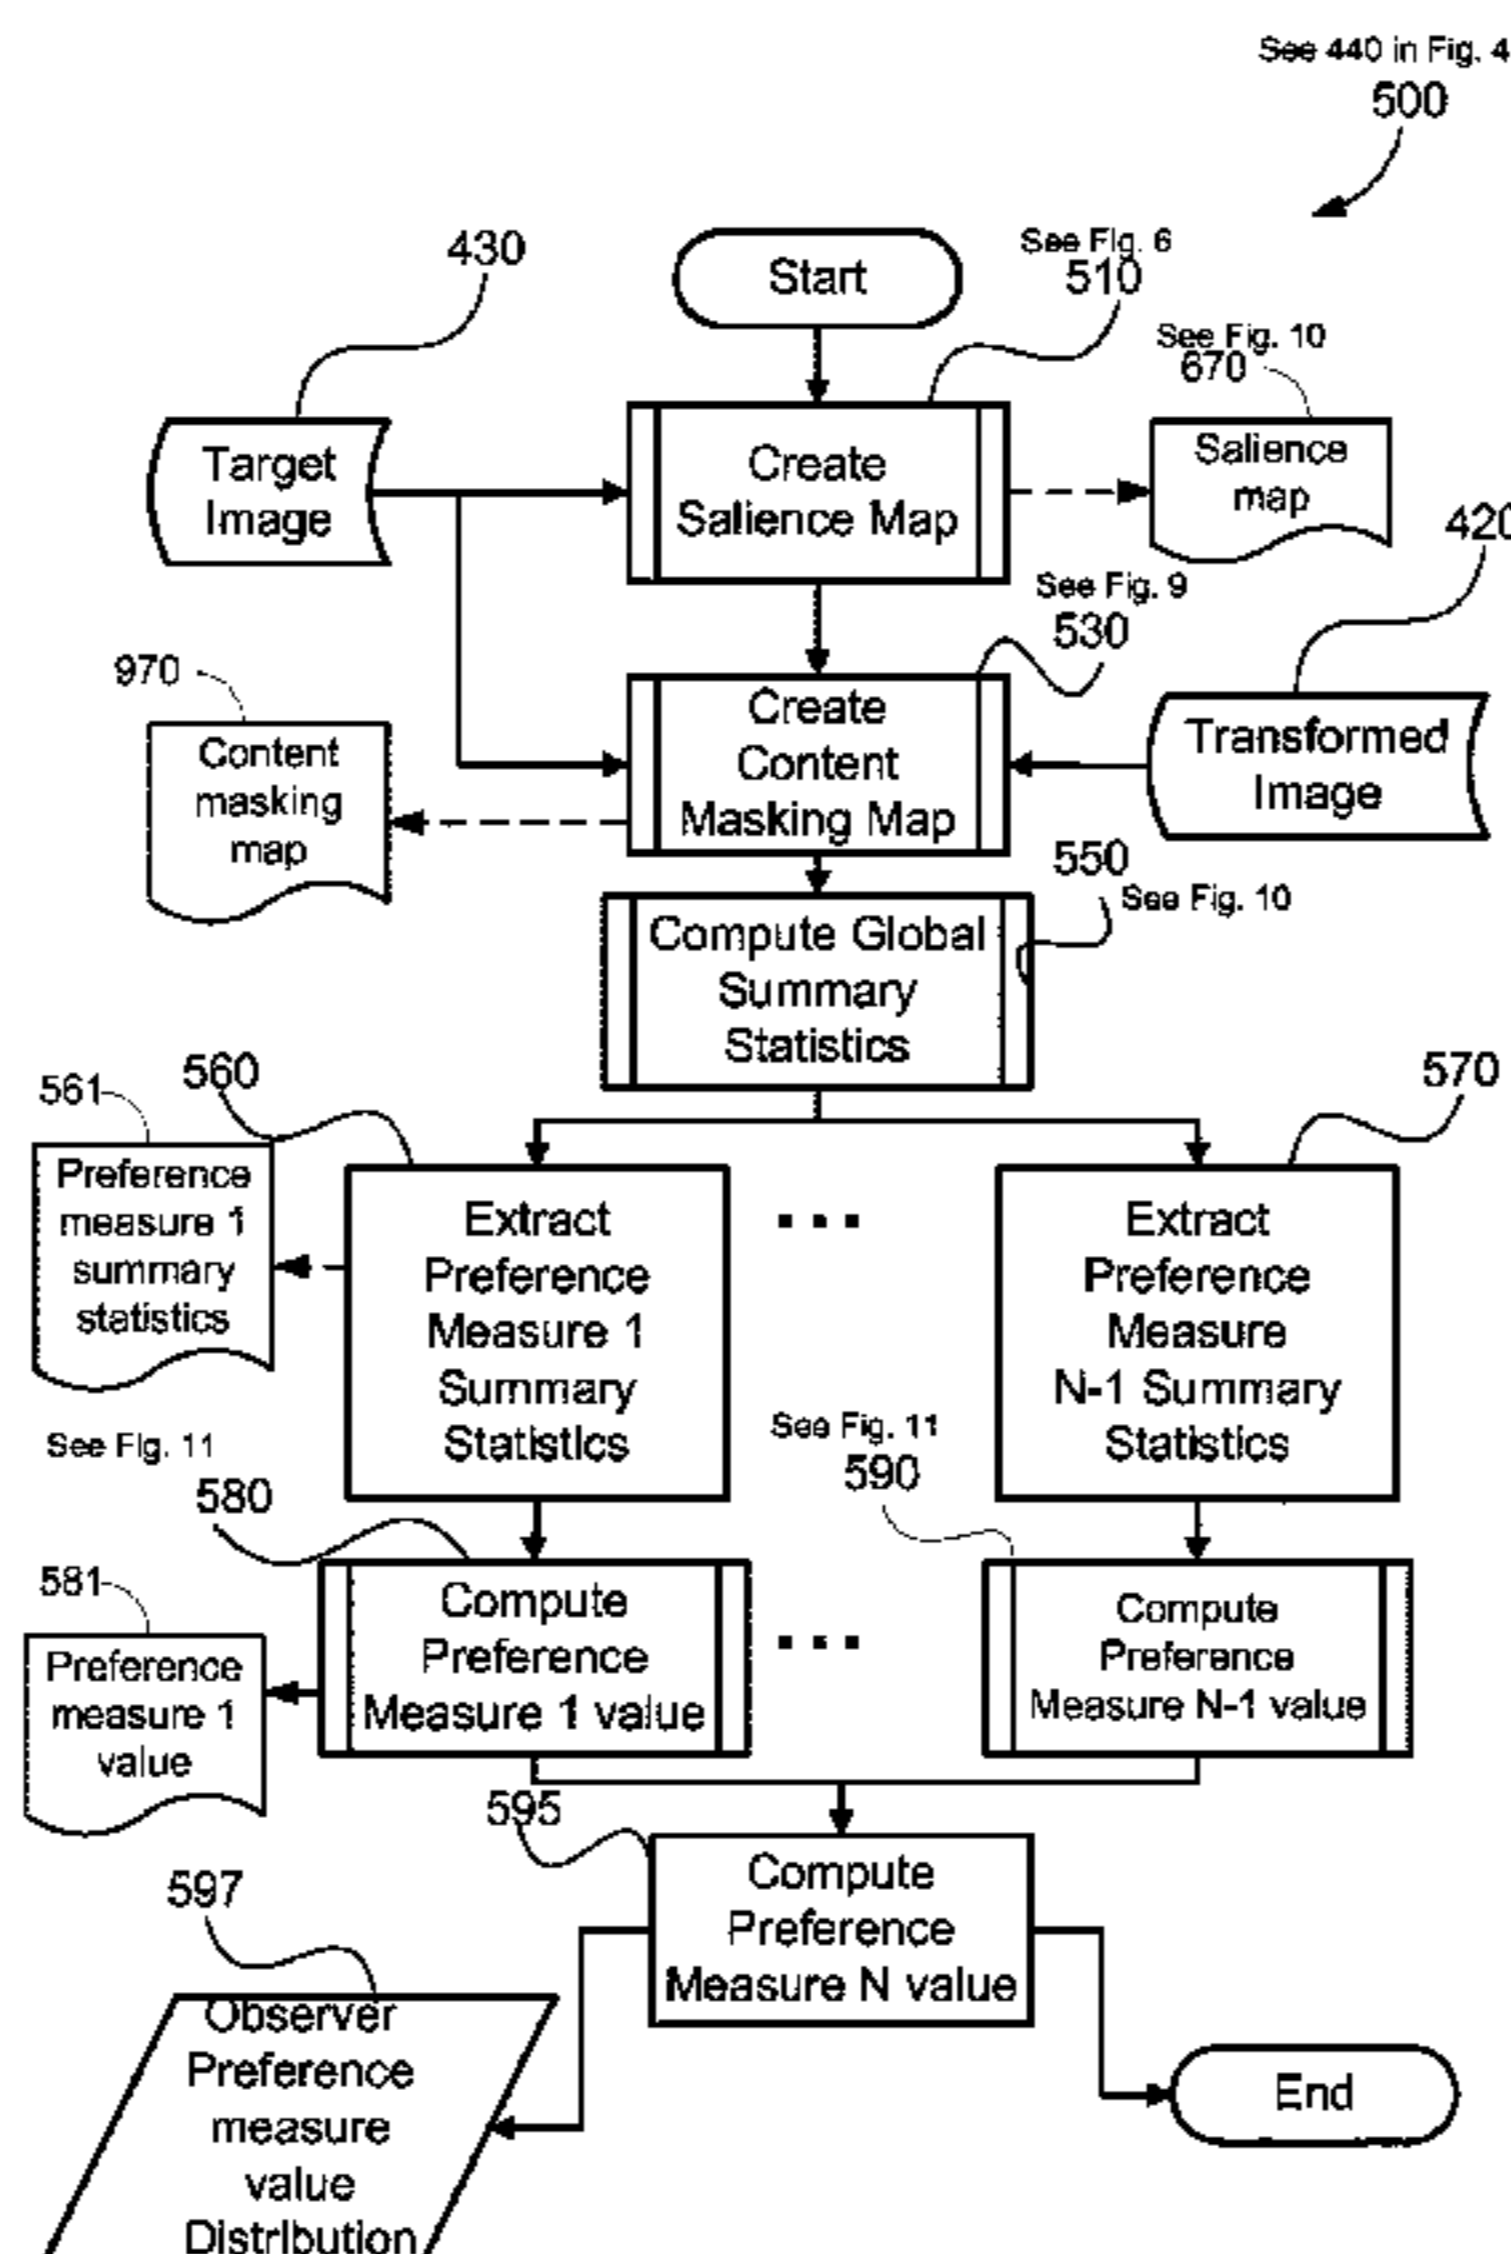 See 440 in Fig. 4
500
430
Start
See Fig. 6
510
See Fig. 10
670
Target
Image
Create
Salience Map
Salience
map
420
See Fig. 9
530
970
Content
masking
map
Create
Content
Masking Map
Transformed
Image
550
See Fig. 10
Compute Global
Summary
Statistics
561
560
570
Preference
measure 1
summary
statistics
Extract
Preference
Measure 1
Summary
Statistics
...
Extract
Preference
Measure
N-1 Summary
Statistics
See Fig. 11
580
See Fig. 11
590
581
Preference
measure 1
value
Compute
Preference
Measure 1 value
...
Compute
Preference
Measure N-1 value
595
Compute
Preference
Measure N value
597
Observer
Preference
measure
value
Distribution
End